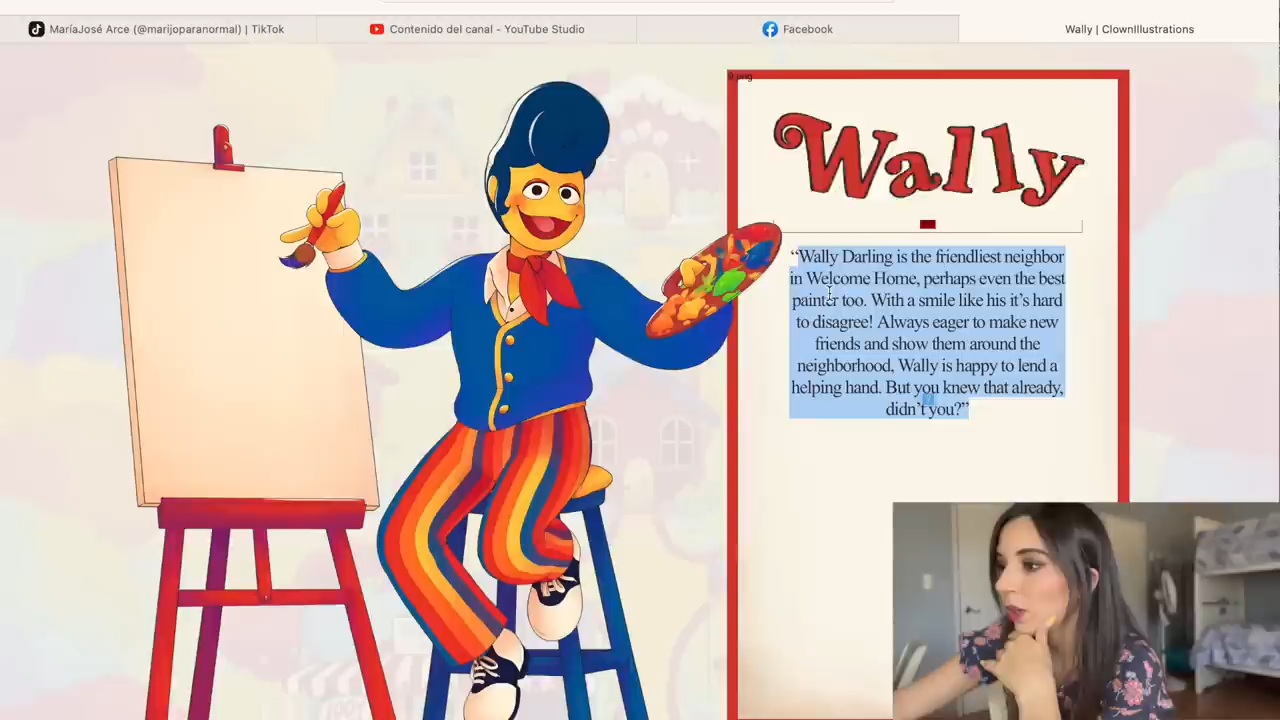 MaríaJosé Arce (@marijoparanormal) | TikTok
Contenido del canal - YouTube Studio
Facebook
Wally | ClownIllustrations
9.png
Wally
“Wally Darling is the friendliest neighbor
in Welcome Home, perhaps even the best
painter too. With a smile like his it’s hard
to disagree! Always eager to make new
friends and show them around the
neighborhood, Wally is happy to lend a
helping hand. But you knew that already,
didn’t you?”